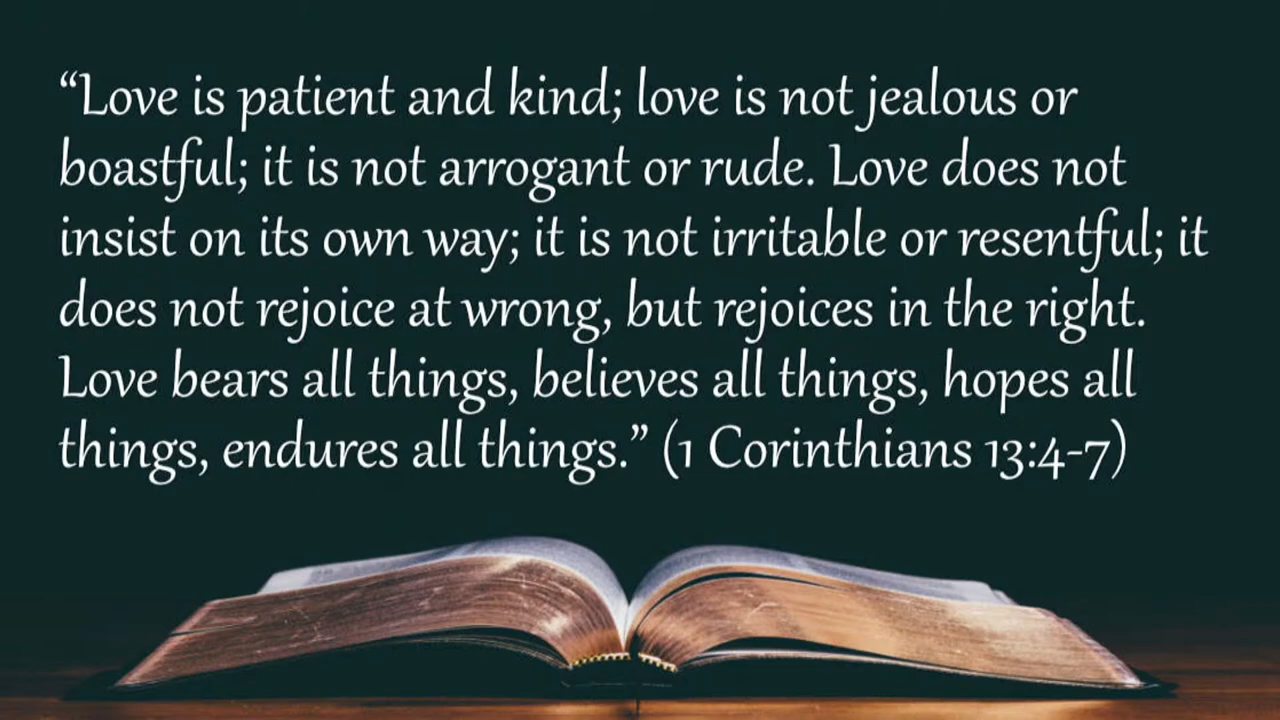 “Love is patient and kind; love is not jealous or
boastful; it is not arrogant or rude. Love does not
insist on its own way; it is not irritable or resentful; it
does not rejoice at wrong, but rejoices in the right.
Love bears all things, believes all things, hopes all
things, endures all things.” (1 Corinthians 13:4-7)